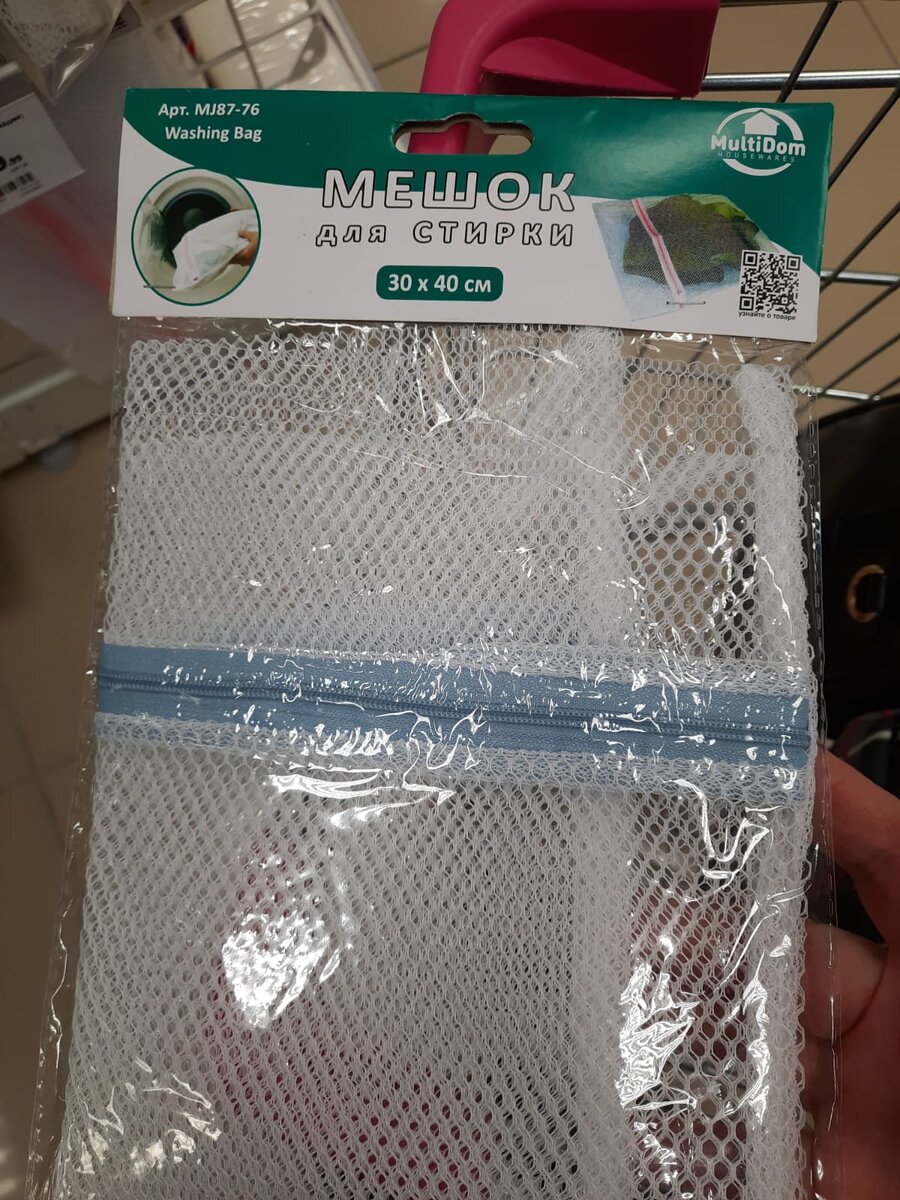 Арт. MJ87-76
Washing Bag
MultiDom
HOUSEWARES
МЕШОК
для СТИРКИ
30 x 40 см
узнайте о товаре